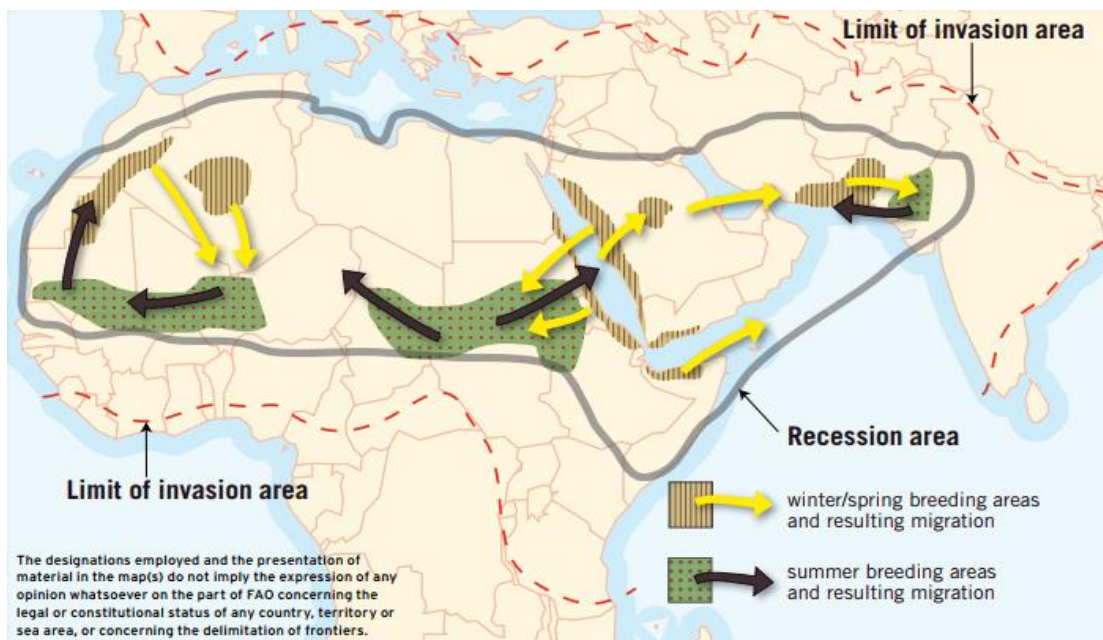 Limit of invasion area
Recession area
Limit of invasion area
winter/spring breeding areas
and resulting migration
summer breeding areas
and resulting migration
The designations employed and the presentation of
material in the map(s) do not imply the expression of any
opinion whatsoever on the part of FAO concerning the
legal or constitutional status of any country, territory or
sea area, or concerning the delimitation of frontiers.